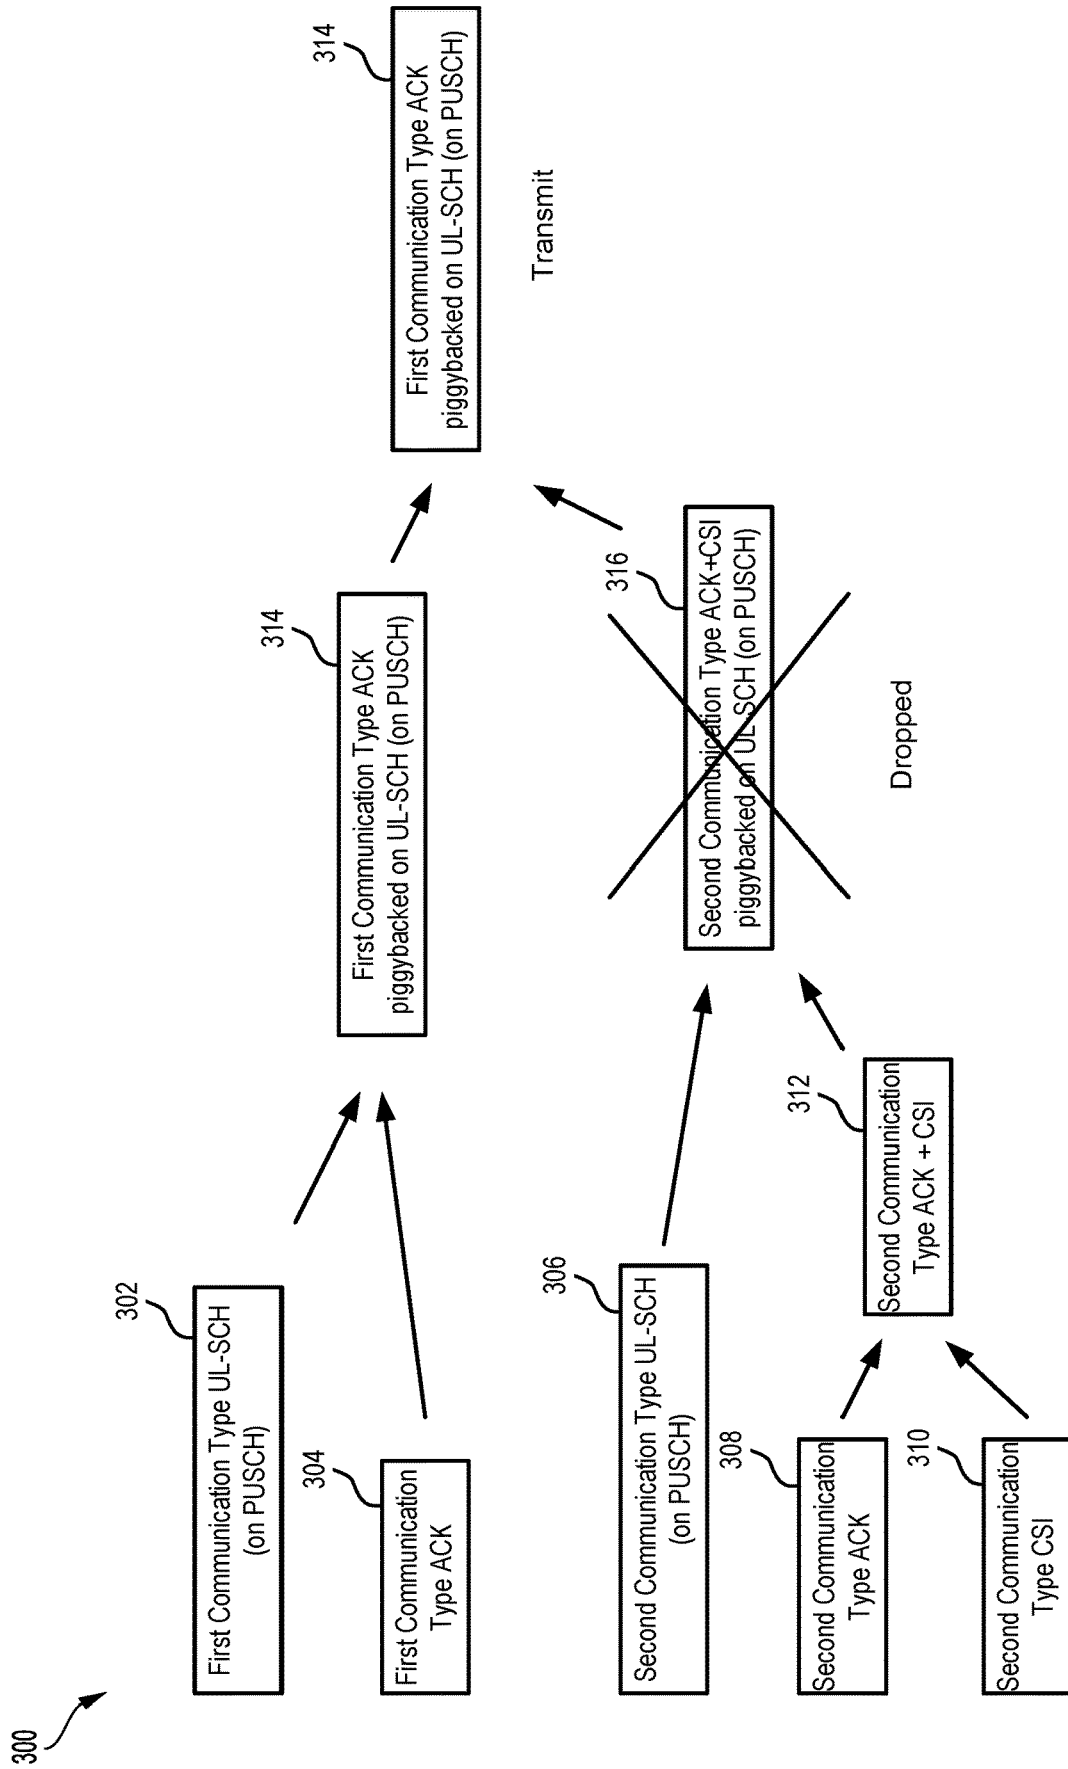 300
302
First Communication Type UL-SCH
(on PUSCH)
304
First Communication
Type ACK
306
Second Communication Type UL-SCH
(on PUSCH)
308
Second Communication
Type ACK
310
Second Communication
Type CSI
312
Second Communication
Type ACK + CSI
314
First Communication Type ACK
piggybacked on UL-SCH (on PUSCH)
316
Second Communication Type ACK+CSI
piggybacked on UL-SCH (on PUSCH)
Dropped
314
First Communication Type ACK
piggybacked on UL-SCH (on PUSCH)
Transmit